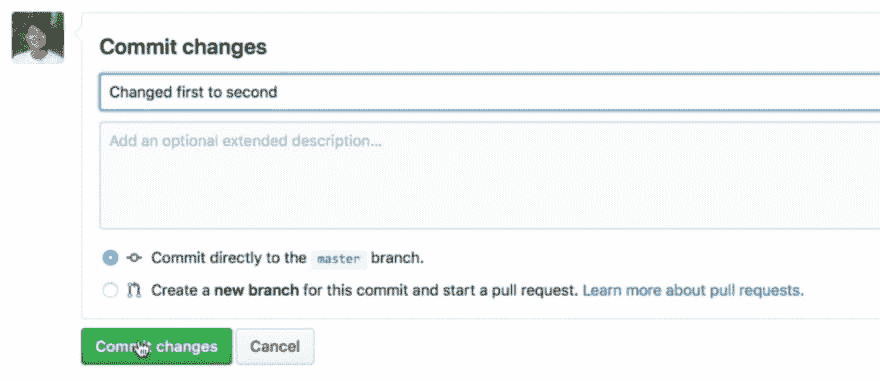 Commit changes
Changed first to second
Add an optional extended description...
Commit directly to the master branch.
Create a new branch for this commit and start a pull request. Learn more about pull requests.
Commit changes Cancel